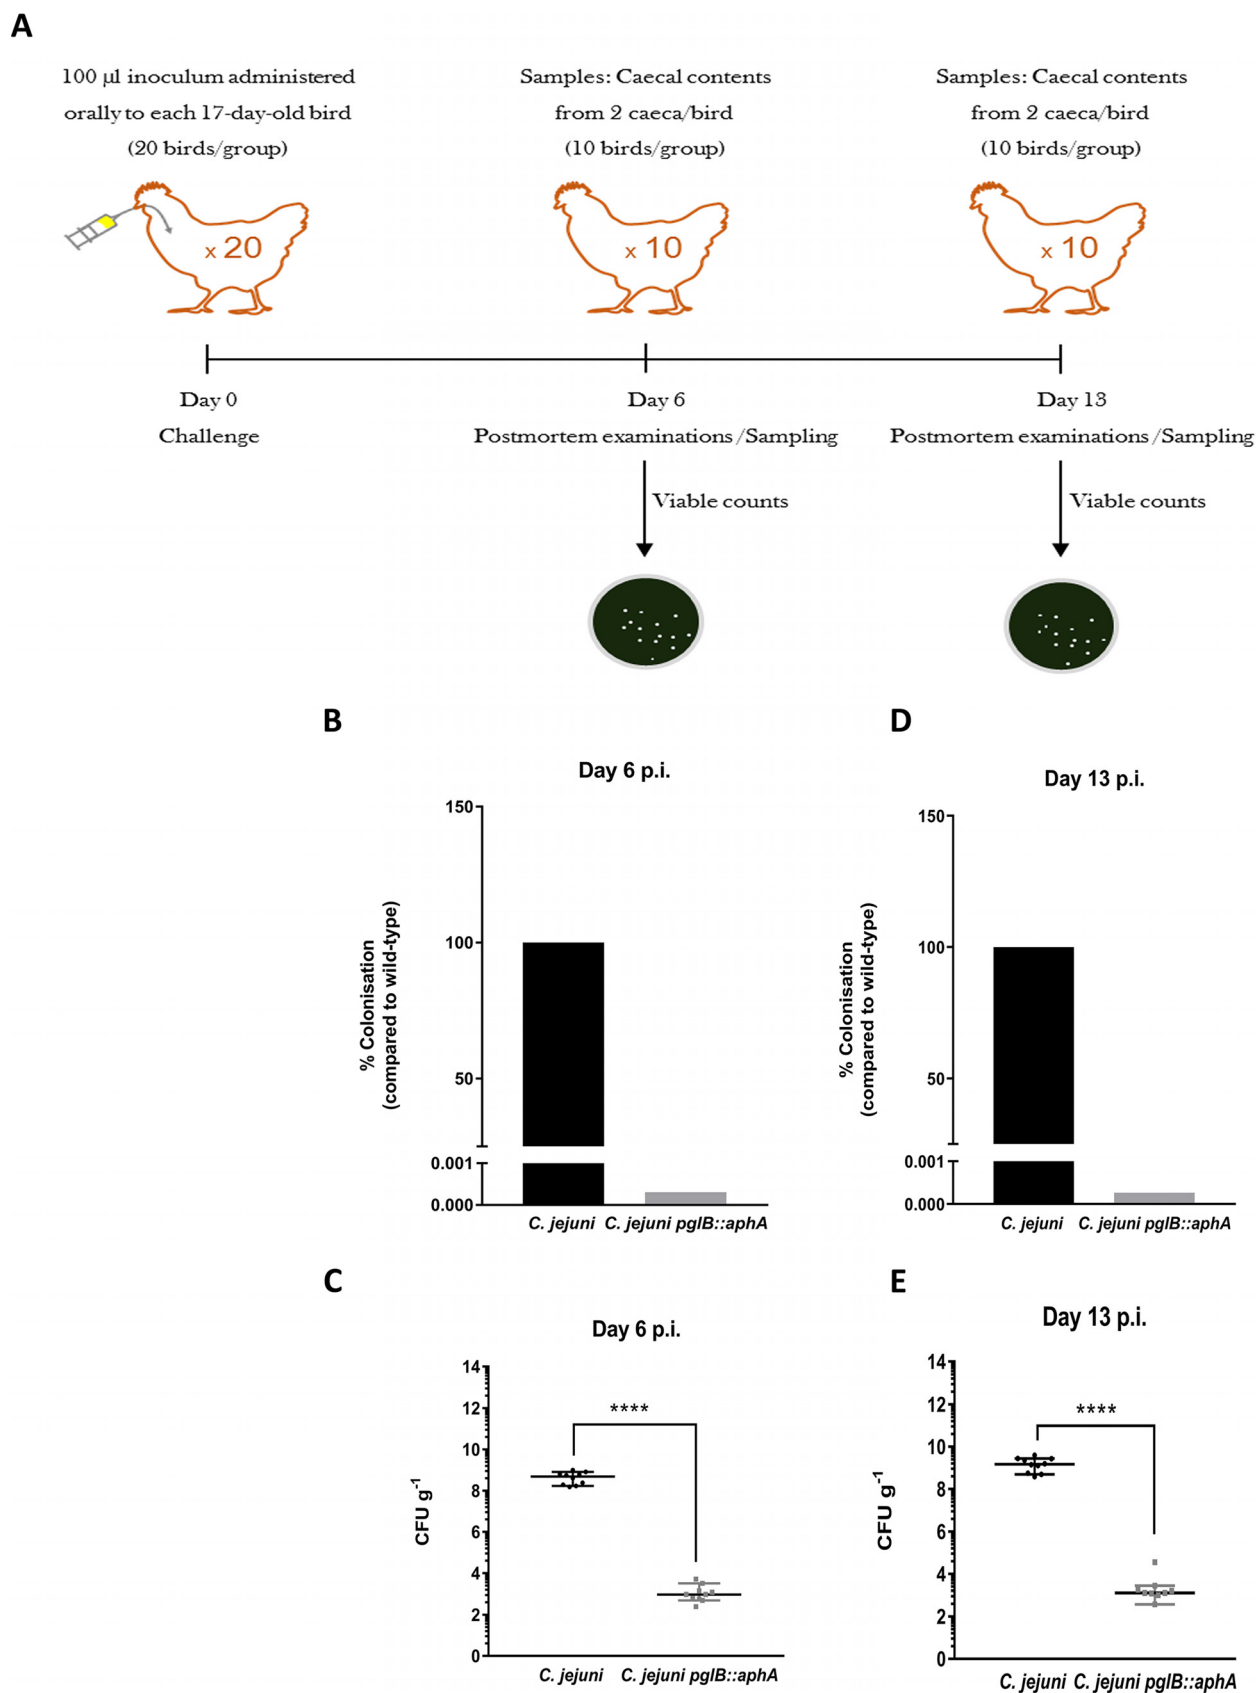 A
100 µl inoculum administered
orally to each 17-day-old bird
(20 birds/group)
Samples: Caecal contents
from 2 caeca/bird
(10 birds/group)
Samples: Caecal contents
from 2 caeca/bird
(10 birds/group)
x 20
x 10
x 10
Day 0
Challenge
Day 6
Postmortem examinations /Sampling
Day 13
Postmortem examinations /Sampling
Viable counts
Viable counts
B
Day 6 p.i.
% Colonisation
(compared to wild-type)
150
100
50
0.001
0.000
C. jejuni
C. jejuni pglB::aphA
D
Day 13 p.i.
% Colonisation
(compared to wild-type)
150
100
50
0.001
0.000
C. jejuni
C. jejuni pglB::aphA
C
Day 6 p.i.
CFU g-1
14
12
10
8
6
4
2
0
****
C. jejuni
C. jejuni pglB::aphA
E
Day 13 p.i.
CFU g-1
14
12
10
8
6
4
2
0
****
C. jejuni
C. jejuni pglB::aphA